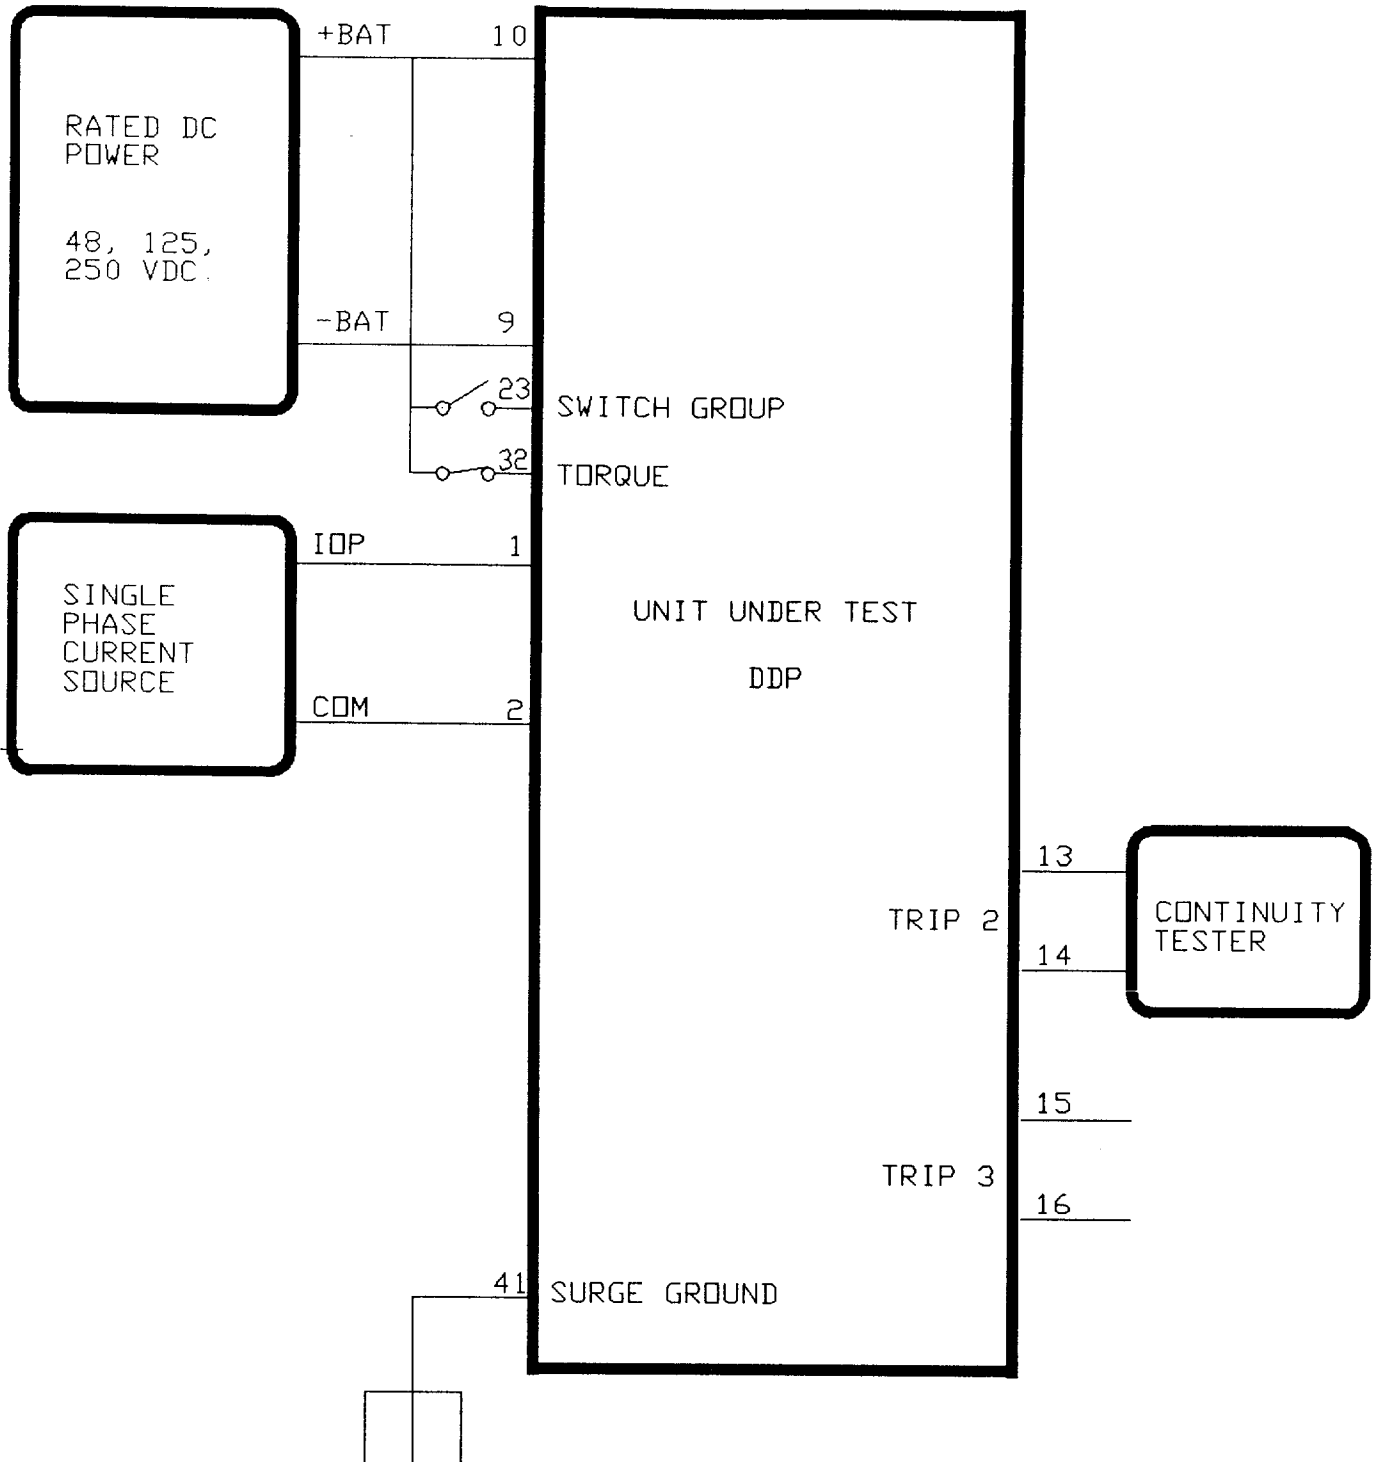 +BAT 10
RATED DC
POWER
48, 125,
250 VDC.
-BAT 9
23
SWITCH GROUP
32
TORQUE
IOP 1
SINGLE
PHASE
CURRENT
SOURCE
UNIT UNDER TEST
DDP
COM 2
13
CONTINUITY
TESTER
TRIP 2
14
15
TRIP 3
16
41
SURGE GROUND